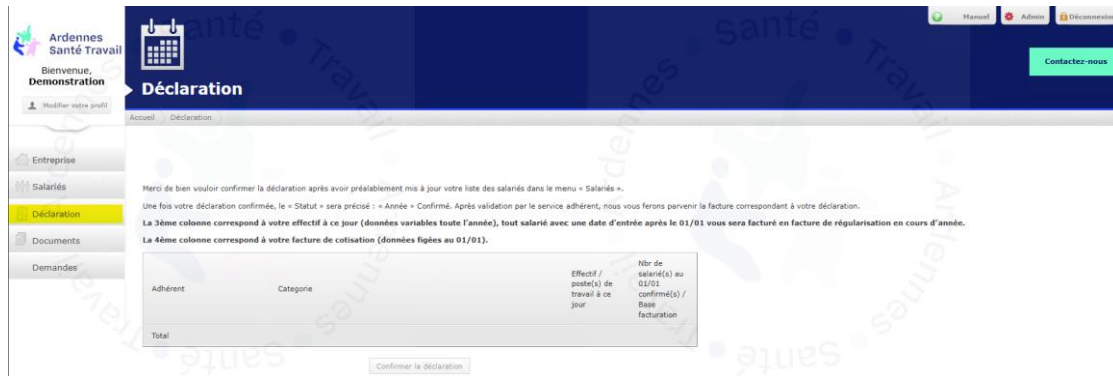 Ardennes
Santé Travail
Bienvenue,
Demonstration
Modifier votre profil
Manuel
Admin
Déconnexion
Contactez-nous
Déclaration
Accueil
Déclaration
Entreprise
Salariés
Déclaration
Documents
Demandes
Merci de bien vouloir confirmer la déclaration après avoir préalablement mis à jour votre liste des salariés dans le menu « Salariés ».
Une fois votre déclaration confirmée, le « Statut » sera précisé : « Année » Confirmé. Après validation par le service adhérent, nous vous ferons parvenir la facture correspondant à votre déclaration.
La 3ème colonne correspond à votre effectif à ce jour (données variables toute l'année), tout salarié avec une date d'entrée après le 01/01 vous sera facturé en facture de régularisation en cours d'année.
La 4ème colonne correspond à votre facture de cotisation (données figées au 01/01).
Adhérent
Categorie
Effectif /
poste(s) de
travail à ce
jour
Nbr de
salarié(s) au
01/01
confirmé(s) /
Base
facturation
Total
Confirmer la déclaration